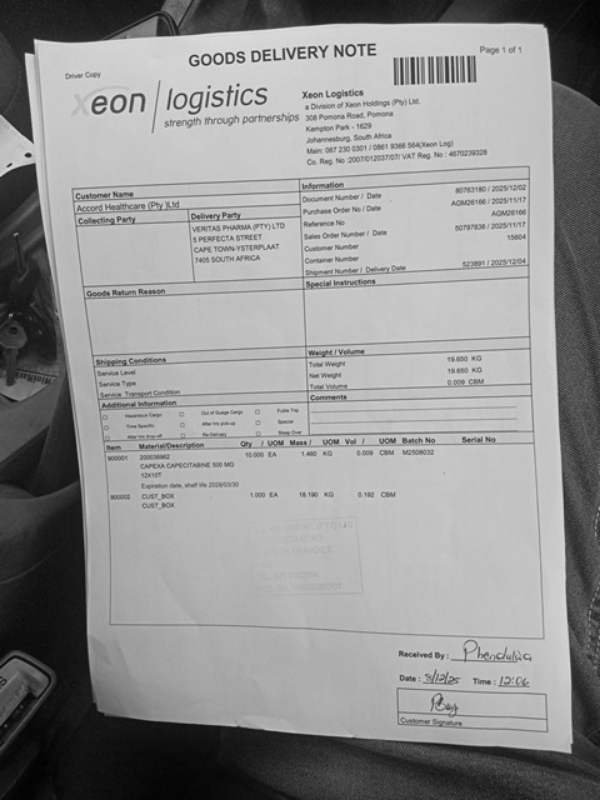 GOODS DELIVERY NOTE
Page 1 of 1
Driver Copy
xeon logistics
strength through partnerships
Xeon Logistics
a Division of Xeon Holdings (Pty) Ltd.
308 Pomona Road, Pomona
Kempton Park - 1629
Johannesburg, South Africa
Main: 087 230 0301 / 0861 9366 564(Xeon Log)
Co. Reg. No :2007/012037/07/ VAT Reg. No : 4670239328
Customer Name
Accord Healthcare (Pty )Ltd
Collecting Party
Delivery Party
VERITAS PHARMA (PTY) LTD
5 PERFECTA STREET
CAPE TOWN-YSTERPLAAT
7405 SOUTH AFRICA
Information
Document Number / Date 80763180 / 2025/12/02
Purchase Order No / Date AGM26166 / 2025/11/17
Reference No AGM26166
Sales Order Number / Date 50797836 / 2025/11/17
Customer Number 15604
Container Number
Shipment Number / Delivery Date 523891 / 2025/12/04
Goods Return Reason
Special Instructions
Shipping Conditions
Service Level
Service Type
Service Transport Condition
Weight / Volume
Total Weight 19.650 KG
Net Weight 19.650 KG
Total Volume 0.009 CBM
Additional Information
Hazardous Cargo Out of Guage Cargo Futile Trip
Time Specific After hrs pick-up Special
After hrs drop off Re-Delivery Sleep Over
Comments
Item Material/Description Qty / UOM Mass / UOM Vol / UOM Batch No Serial No
900001 200036962 10.000 EA 1.460 KG 0.009 CBM M2508032
CAPEXA CAPECITABINE 500 MG
12X10T
Expiration date, shelf life 2028/03/30
900002 CUST_BOX 1.000 EA 18.190 KG 0.192 CBM
CUST_BOX
Received By :
Date : 3/12/25 Time : 12:06
Customer Signature